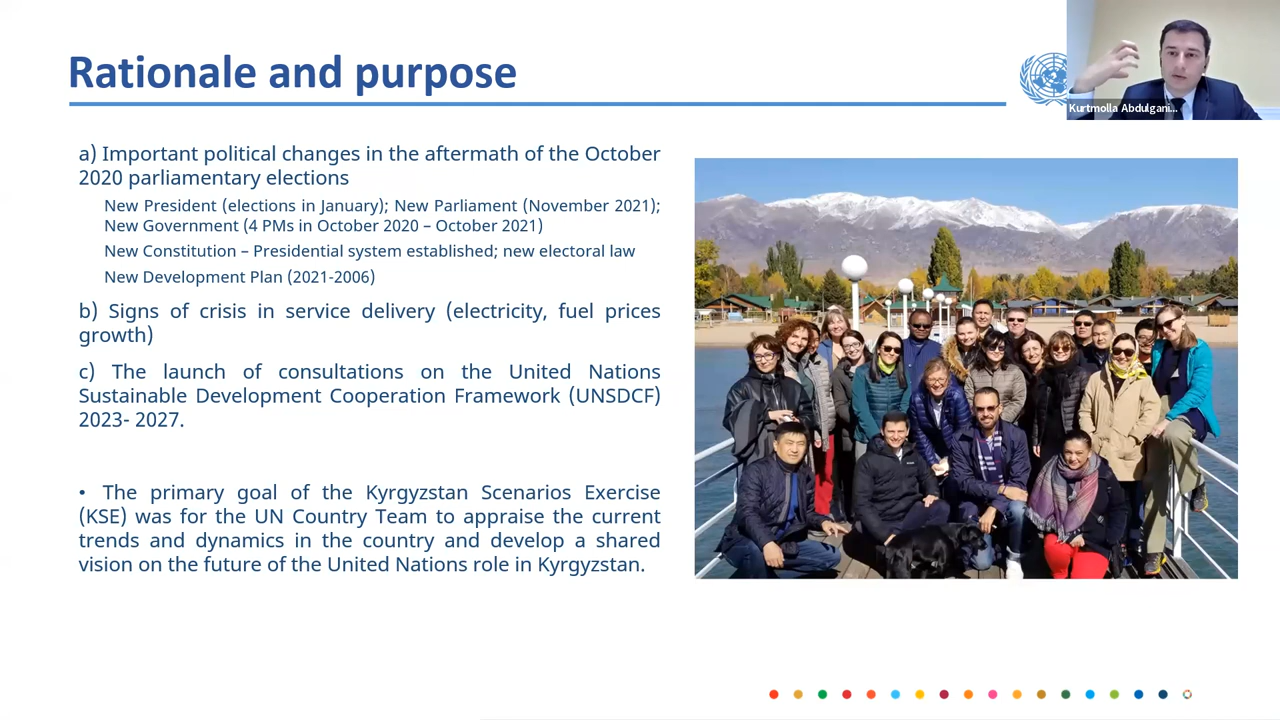 Rationale and purpose
Kurtmolla Abdulgani...
a) Important political changes in the aftermath of the October
2020 parliamentary elections
New President (elections in January); New Parliament (November 2021);
New Government (4 PMs in October 2020 – October 2021)
New Constitution – Presidential system established; new electoral law
New Development Plan (2021-2006)
b) Signs of crisis in service delivery (electricity, fuel prices
growth)
c) The launch of consultations on the United Nations
Sustainable Development Cooperation Framework (UNSDCF)
2023- 2027.
• The primary goal of the Kyrgyzstan Scenarios Exercise
(KSE) was for the UN Country Team to appraise the current
trends and dynamics in the country and develop a shared
vision on the future of the United Nations role in Kyrgyzstan.